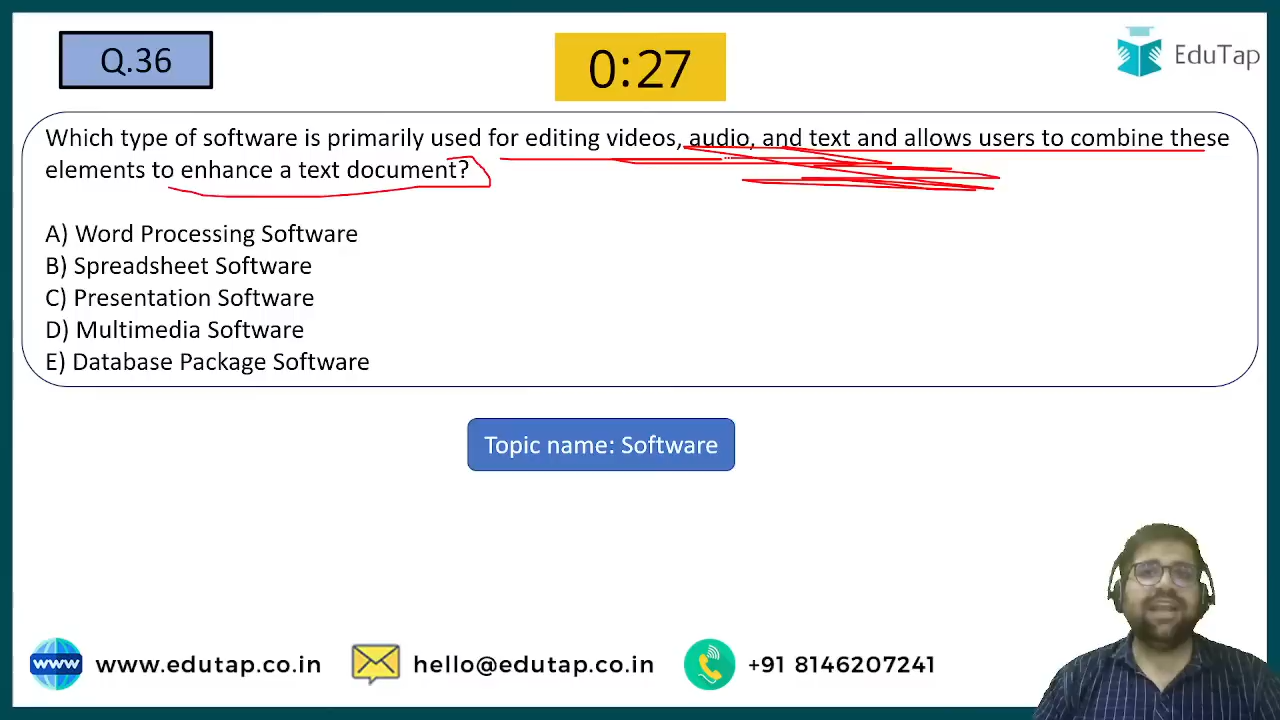 Q.36
0:27
EduTap
Which type of software is primarily used for editing videos, audio, and text and allows users to combine these
elements to enhance a text document?
A) Word Processing Software
B) Spreadsheet Software
C) Presentation Software
D) Multimedia Software
E) Database Package Software
Topic name: Software
www
www.edutap.co.in
hello@edutap.co.in
+91 8146207241